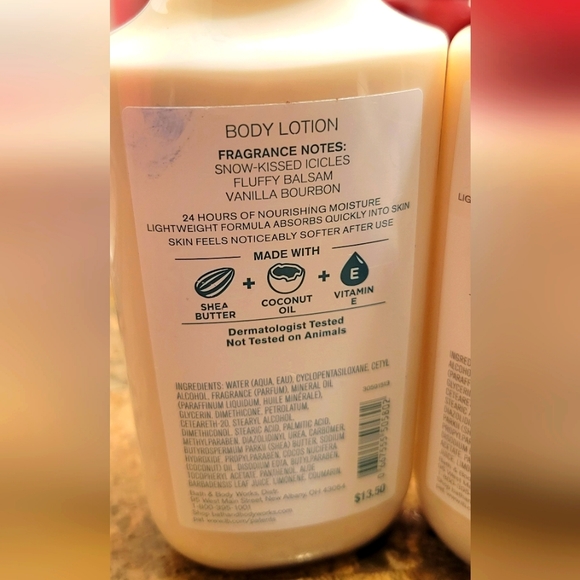 BODY LOTION
FRAGRANCE NOTES:
SNOW-KISSED ICICLES
FLUFFY BALSAM
VANILLA BOURBON
24 HOURS OF NOURISHING MOISTURE
LIGHTWEIGHT FORMULA ABSORBS QUICKLY INTO SKIN
SKIN FEELS NOTICEABLY SOFTER AFTER USE
MADE WITH
SHEA BUTTER + COCONUT OIL + E VITAMIN E
Dermatologist Tested
Not Tested on Animals
INGREDIENTS: WATER (AQUA, EAU), CYCLOPENTASILOXANE, CETYL
ALCOHOL, FRAGRANCE (PARFUM), MINERAL OIL
(PARAFFINUM LIQUIDUM, HUILE MINÉRALE),
GLYCERIN, DIMETHICONE, PETROLATUM,
CETEARETH-20, STEARYL ALCOHOL,
DIMETHICONOL, STEARIC ACID, PALMITIC ACID,
METHYLPARABEN, DIAZOLIDINYL UREA, CARBOMER,
BUTYROSPERMUM PARKII (SHEA) BUTTER, SODIUM
HYDROXIDE, PROPYLPARABEN, COCOS NUCIFERA
(COCONUT) OIL, DISODIUM EDTA, BUTYLPARABEN,
TOCOPHERYL ACETATE, PANTHENOL, ALOE
BARBADENSIS LEAF JUICE, LIMONENE, COUMARIN.
Bath & Body Works, Distr.
Main Street, New Albany, OH 43054
$13.50